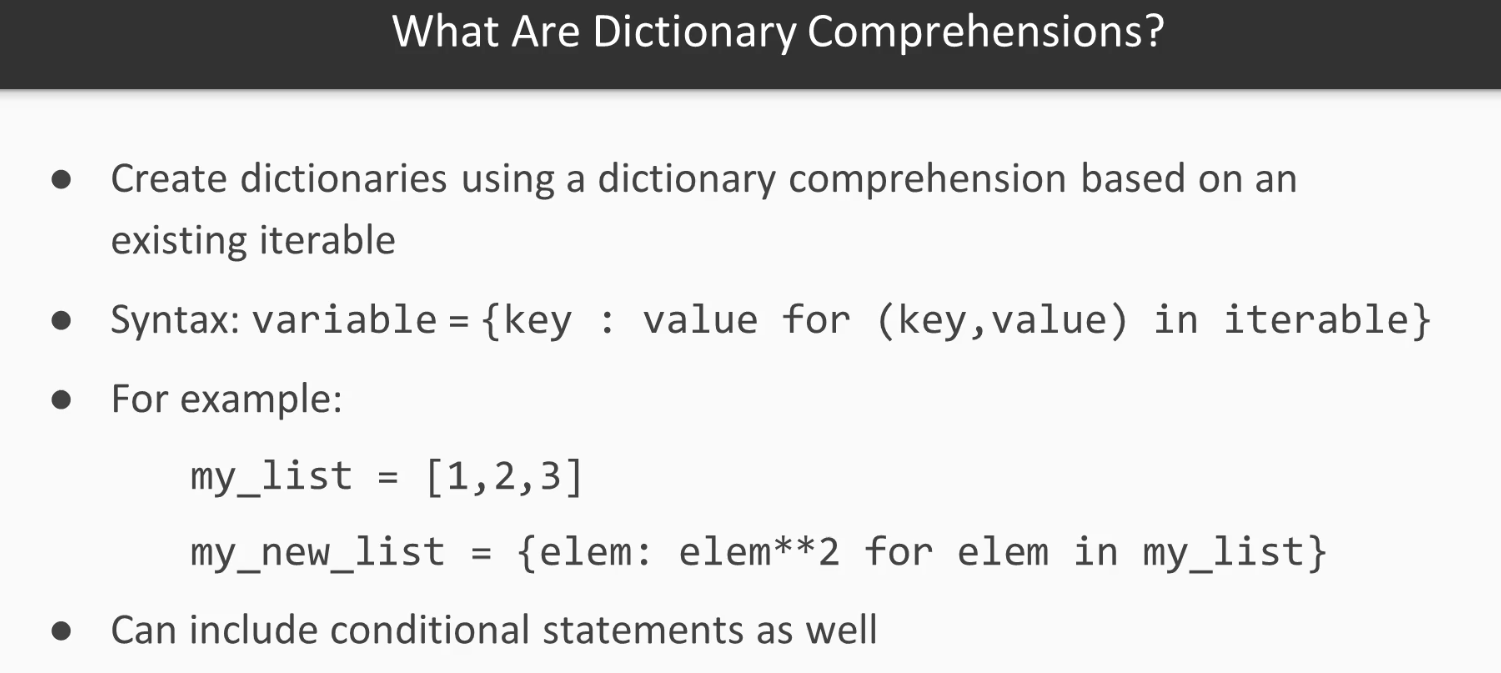 What Are Dictionary Comprehensions?
● Create dictionaries using a dictionary comprehension based on an
existing iterable
● Syntax: variable = {key : value for (key,value) in iterable}
● For example:
my_list = [1,2,3]
my_new_list = {elem: elem**2 for elem in my_list}
● Can include conditional statements as well